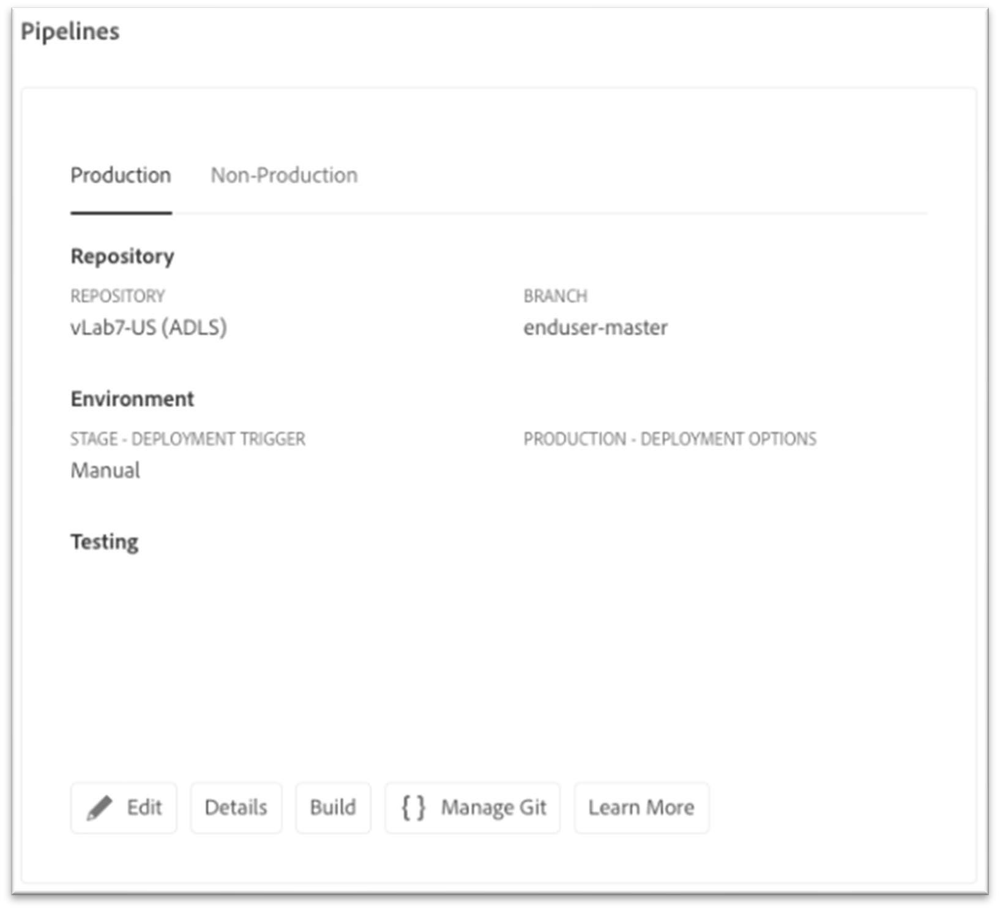 Pipelines
Production Non-Production
Repository
REPOSITORY BRANCH
vLab7-US (ADLS) enduser-master
Environment
STAGE - DEPLOYMENT TRIGGER PRODUCTION - DEPLOYMENT OPTIONS
Manual
Testing
Edit Details Build { } Manage Git Learn More